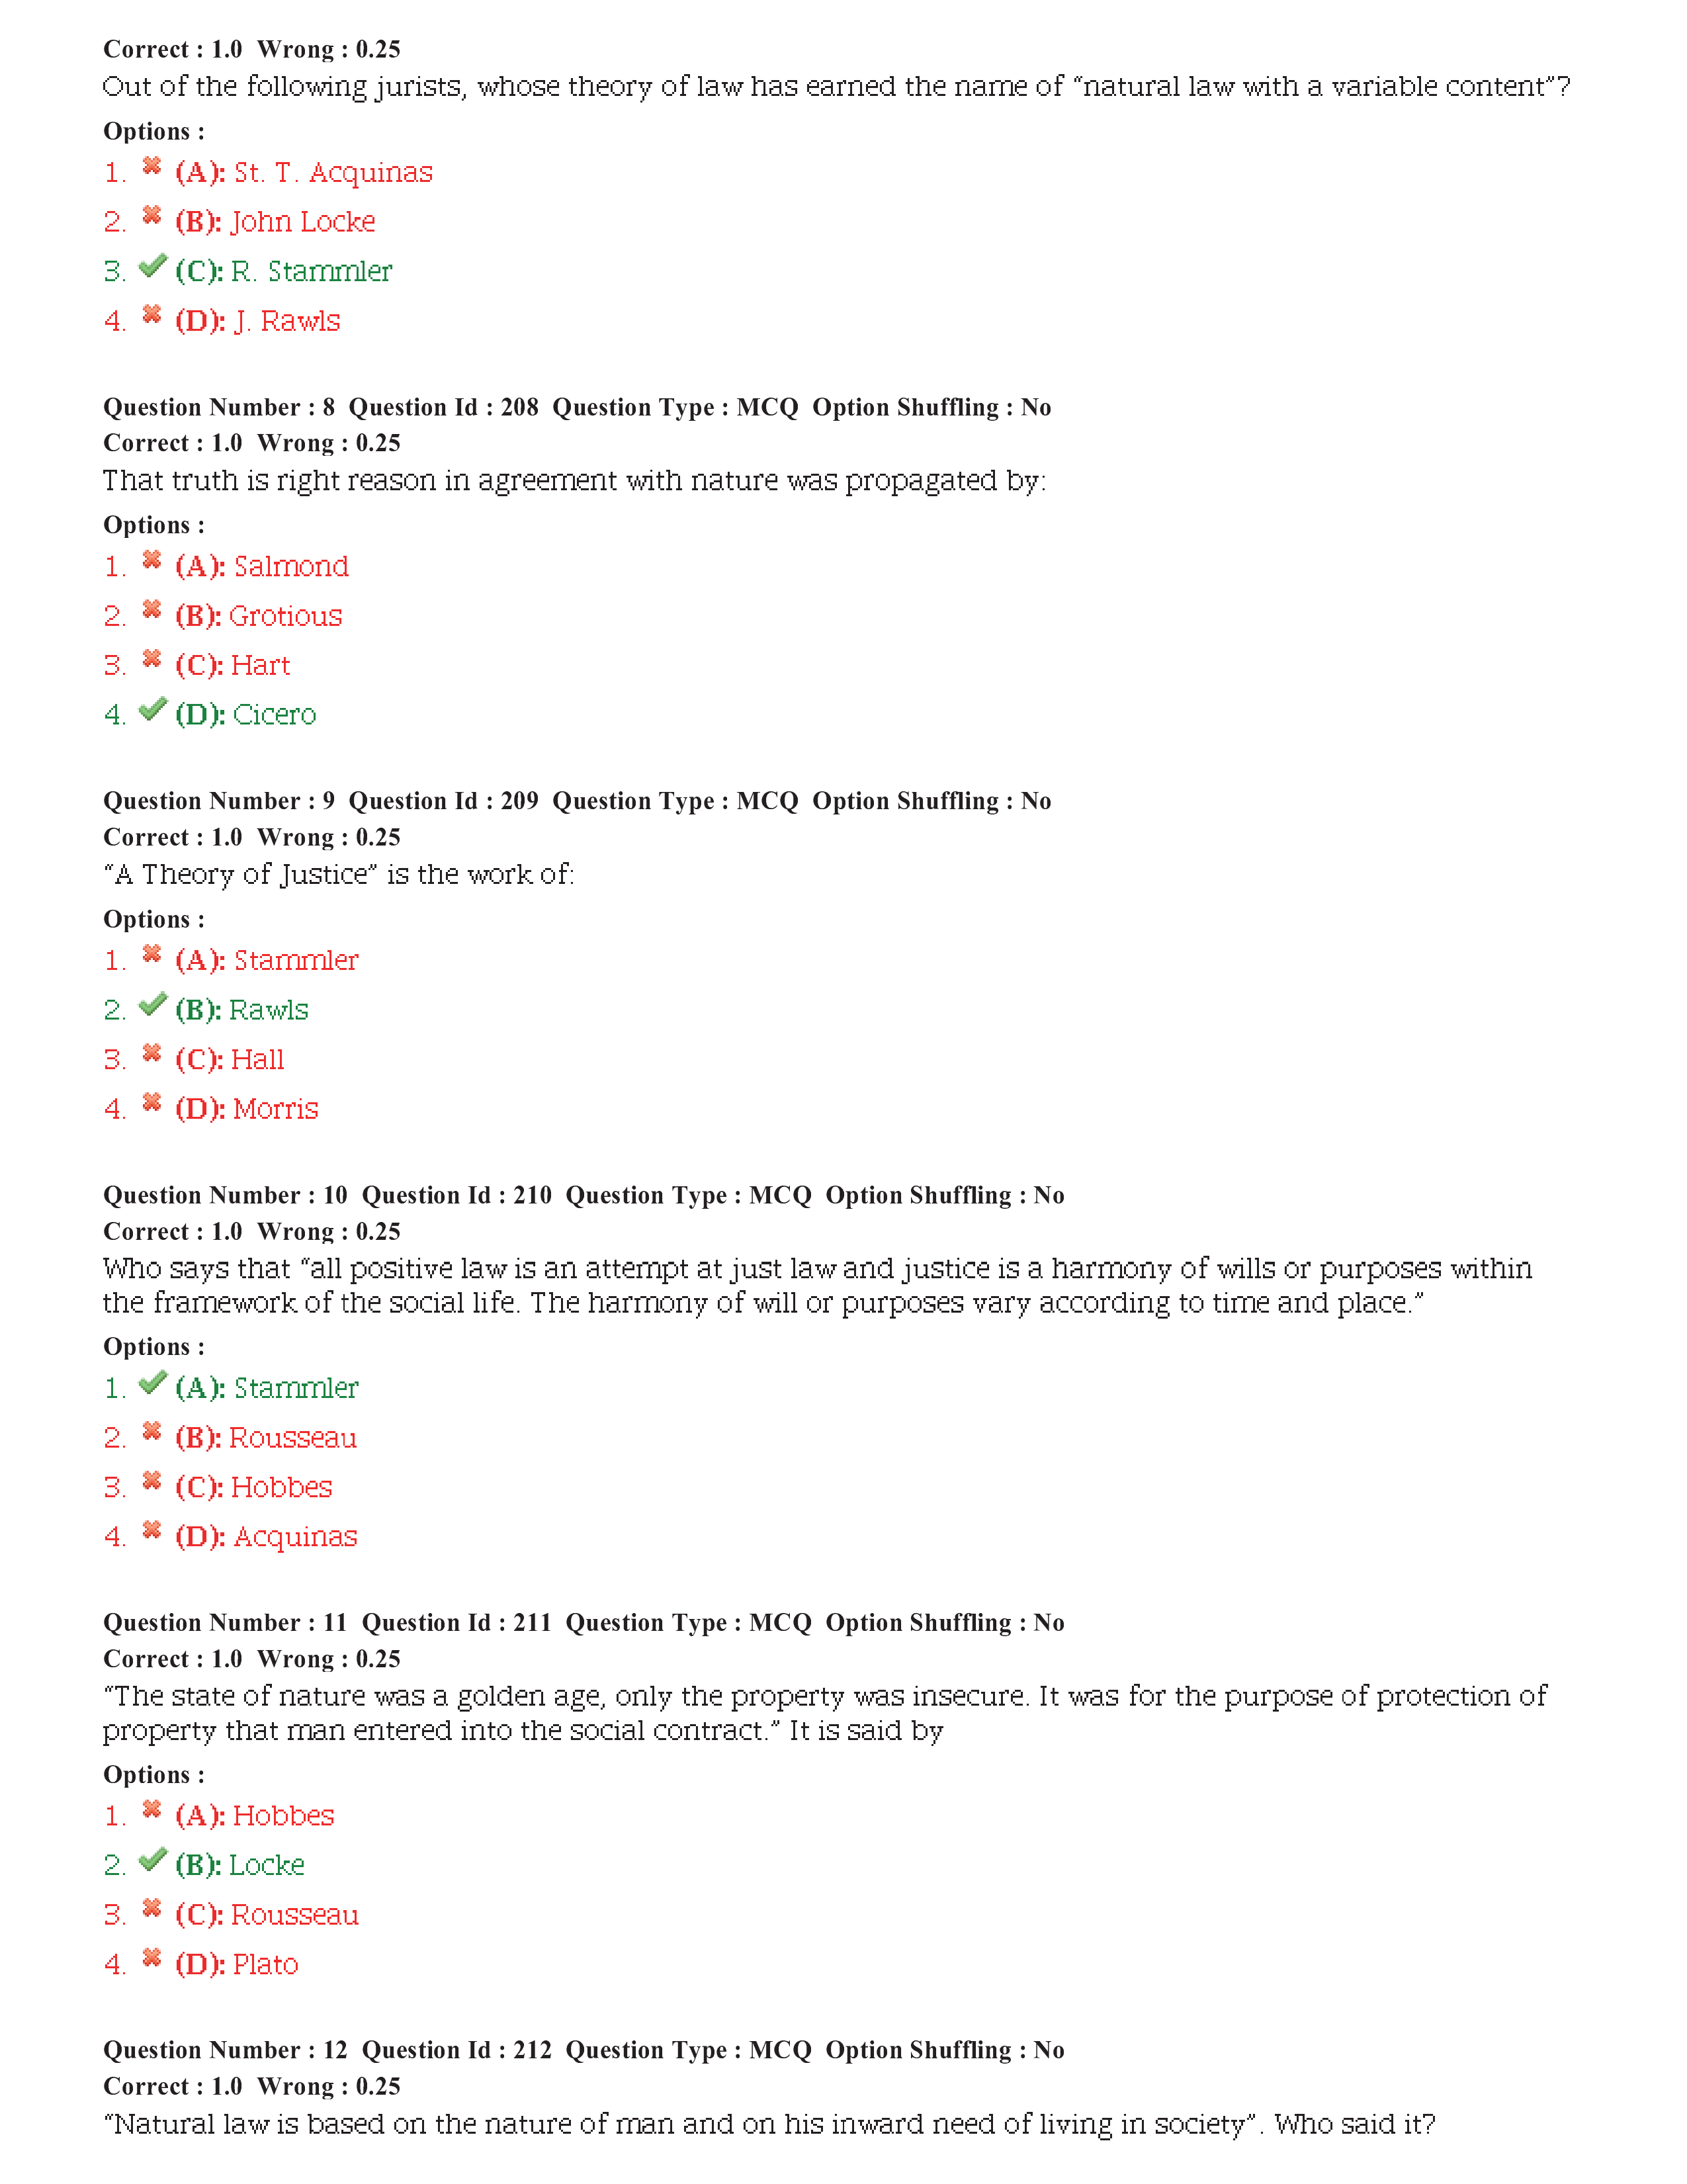 Correct : 1.0 Wrong : 0.25
Out of the following jurists, whose theory of law has earned the name of “natural law with a variable content”?
Options :
1. (A): St. T. Acquinas
2. (B): John Locke
3. (C): R. Stammler
4. (D): J. Rawls
Question Number : 8 Question Id : 208 Question Type : MCQ Option Shuffling : No
Correct : 1.0 Wrong : 0.25
That truth is right reason in agreement with nature was propagated by:
Options :
1. (A): Salmond
2. (B): Grotious
3. (C): Hart
4. (D): Cicero
Question Number : 9 Question Id : 209 Question Type : MCQ Option Shuffling : No
Correct : 1.0 Wrong : 0.25
“A Theory of Justice” is the work of:
Options :
1. (A): Stammler
2. (B): Rawls
3. (C): Hall
4. (D): Morris
Question Number : 10 Question Id : 210 Question Type : MCQ Option Shuffling : No
Correct : 1.0 Wrong : 0.25
Who says that “all positive law is an attempt at just law and justice is a harmony of wills or purposes within
the framework of the social life. The harmony of will or purposes vary according to time and place.”
Options :
1. (A): Stammler
2. (B): Rousseau
3. (C): Hobbes
4. (D): Acquinas
Question Number : 11 Question Id : 211 Question Type : MCQ Option Shuffling : No
Correct : 1.0 Wrong : 0.25
“The state of nature was a golden age, only the property was insecure. It was for the purpose of protection of
property that man entered into the social contract.” It is said by
Options :
1. (A): Hobbes
2. (B): Locke
3. (C): Rousseau
4. (D): Plato
Question Number : 12 Question Id : 212 Question Type : MCQ Option Shuffling : No
Correct : 1.0 Wrong : 0.25
“Natural law is based on the nature of man and on his inward need of living in society”. Who said it?